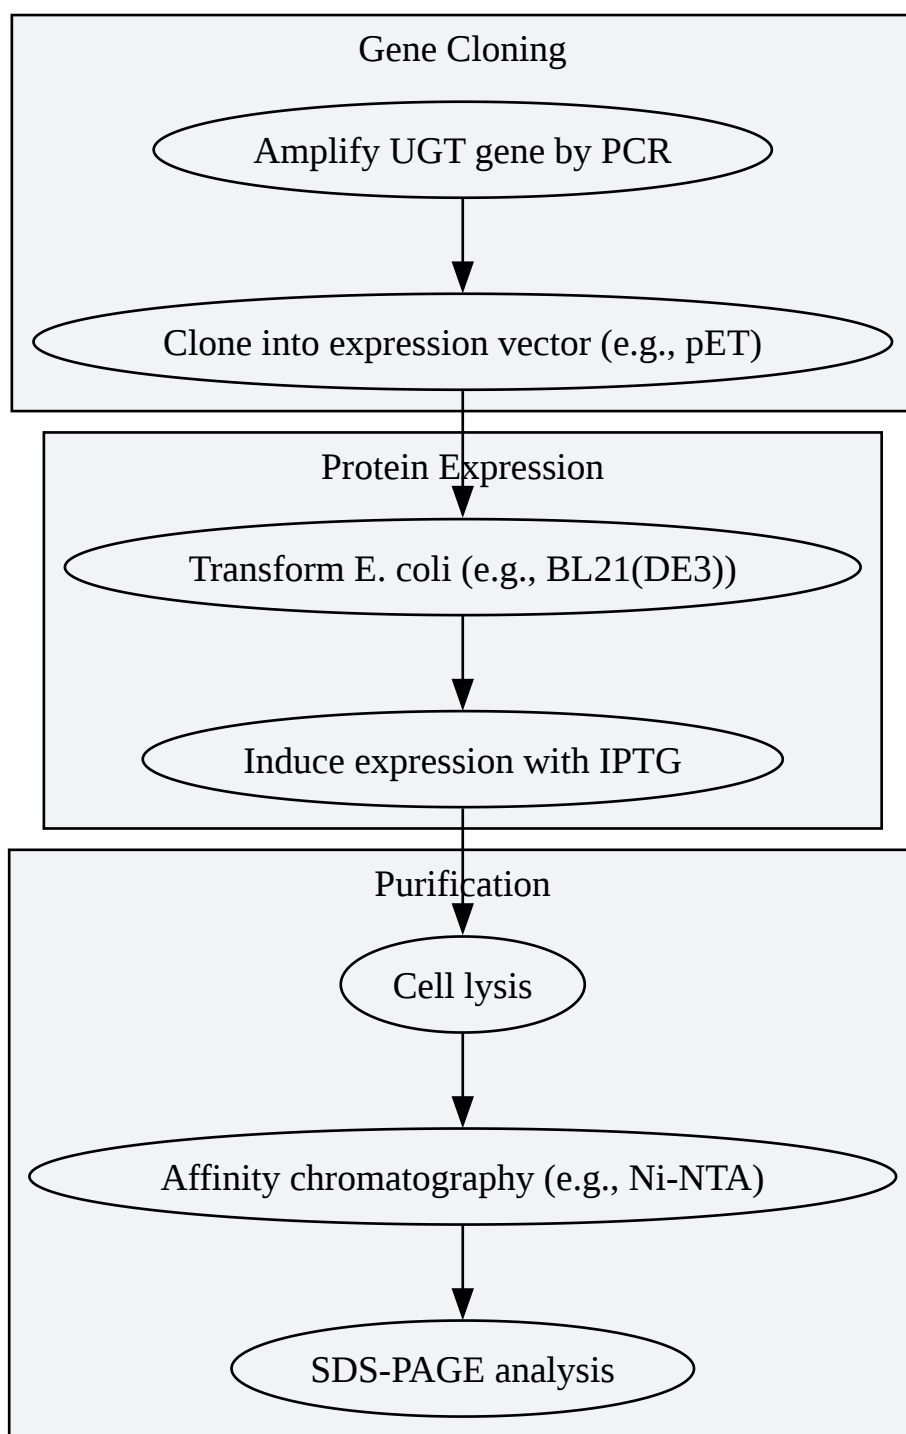 Gene Cloning
Amplify UGT gene by PCR
Clone into expression vector (e.g., pET)
Protein Expression
Transform E. coli (e.g., BL21(DE3))
Induce expression with IPTG
Purification
Cell lysis
Affinity chromatography (e.g., Ni-NTA)
SDS-PAGE analysis